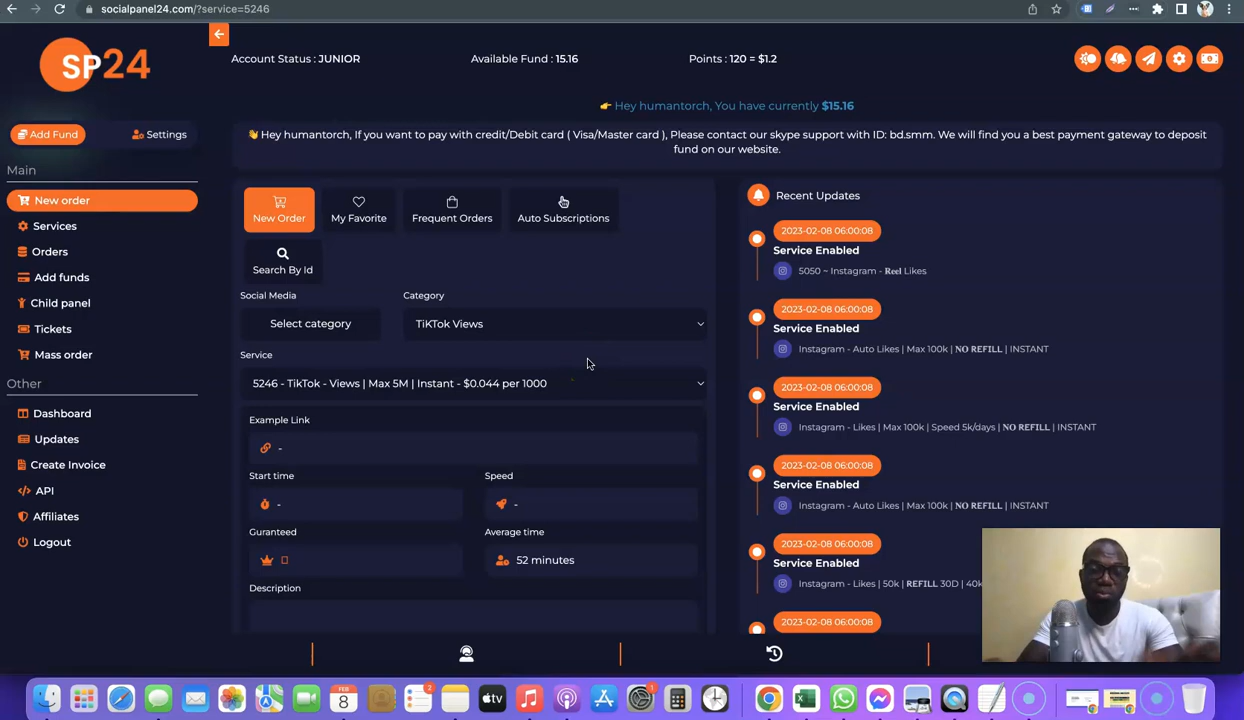 socialpanel24.com/?service=5246
SP24
Account Status : JUNIOR
Available Fund : 15.16
Points : 120 = $1.2
👉 Hey humantorch, You have currently $15.16
Add Fund
Settings
👋 Hey humantorch, If you want to pay with credit/Debit card ( Visa/Master card ), Please contact our skype support with ID: bd.smm. We will find you a best payment gateway to deposit
fund on our website.
Main
New order
Services
Orders
Add funds
Child panel
Tickets
Mass order
Other
Dashboard
Updates
Create Invoice
API
Affiliates
Logout
New Order
My Favorite
Frequent Orders
Auto Subscriptions
Search By Id
Social Media
Category
Select category
TiKTok Views
Service
5246 - TikTok - Views | Max 5M | Instant - $0.044 per 1000
Example Link
-
Start time
Speed
-
-
Guranteed
Average time
52 minutes
Description
Recent Updates
2023-02-08 06:00:08
Service Enabled
5050 ~ Instagram - 𝐑𝐞𝐞𝐥 Likes
2023-02-08 06:00:08
Service Enabled
Instagram - Auto Likes | Max 100k | 𝐍𝐎 𝐑𝐄𝐅𝐈𝐋𝐋 | INSTANT
2023-02-08 06:00:08
Service Enabled
Instagram - Likes | Max 100k | Speed 5k/days | 𝐍𝐎 𝐑𝐄𝐅𝐈𝐋𝐋 | INSTANT
2023-02-08 06:00:08
Service Enabled
Instagram - Auto Likes | Max 100k | 𝐍𝐎 𝐑𝐄𝐅𝐈𝐋𝐋 | INSTANT
2023-02-08 06:00:08
Service Enabled
Instagram - Likes | 50k | 𝐑𝐄𝐅𝐈𝐋𝐋 30D | 40k
2023-02-08 06:00:08
FEB
8
2
tv
1